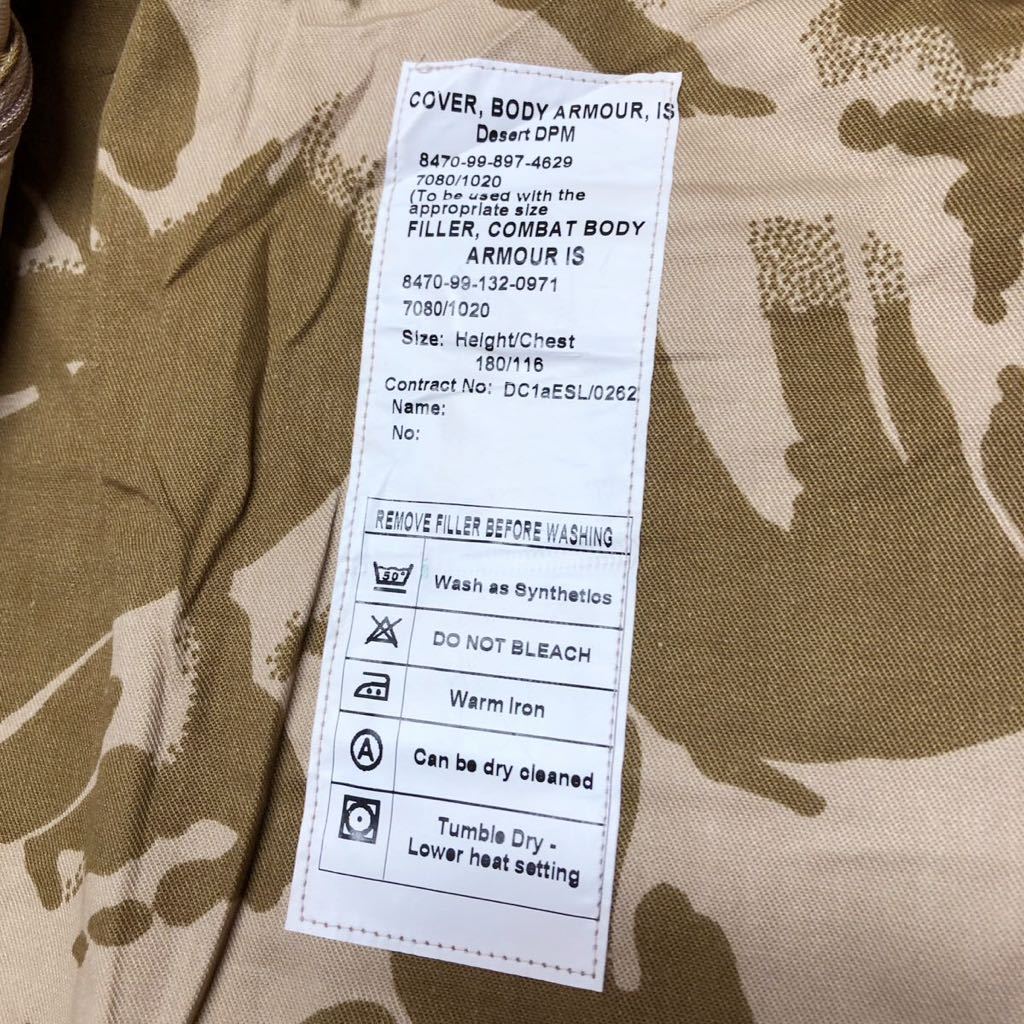 COVER, BODY ARMOUR, IS
Desert DPM
8470-99-897-4629
7080/1020
(To be used with the
appropriate size
FILLER, COMBAT BODY
ARMOUR IS
8470-99-132-0971
7080/1020
Size: Height/Chest
180/116
Contract No: DC1aESL/0262
Name:
No:
REMOVE FILLER BEFORE WASHING
50° Wash as Synthetics
DO NOT BLEACH
Warm Iron
A Can be dry cleaned
Tumble Dry -
Lower heat setting